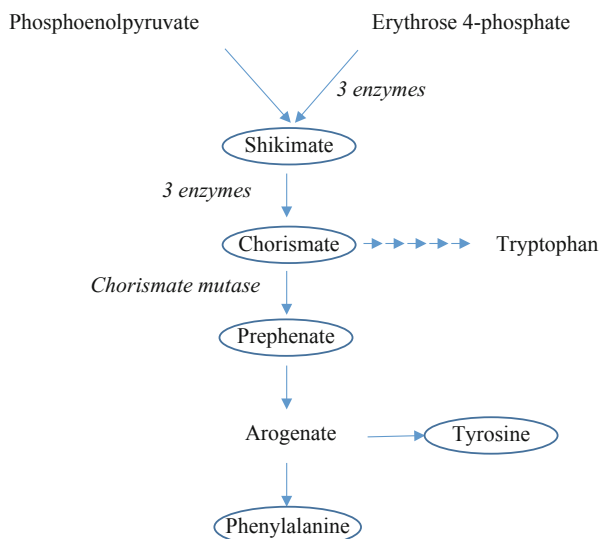 Phosphoenolpyruvate
Erythrose 4-phosphate
3 enzymes
Shikimate
3 enzymes
Chorismate
Tryptophan
Chorismate mutase
Prephenate
Arogenate
Tyrosine
Phenylalanine